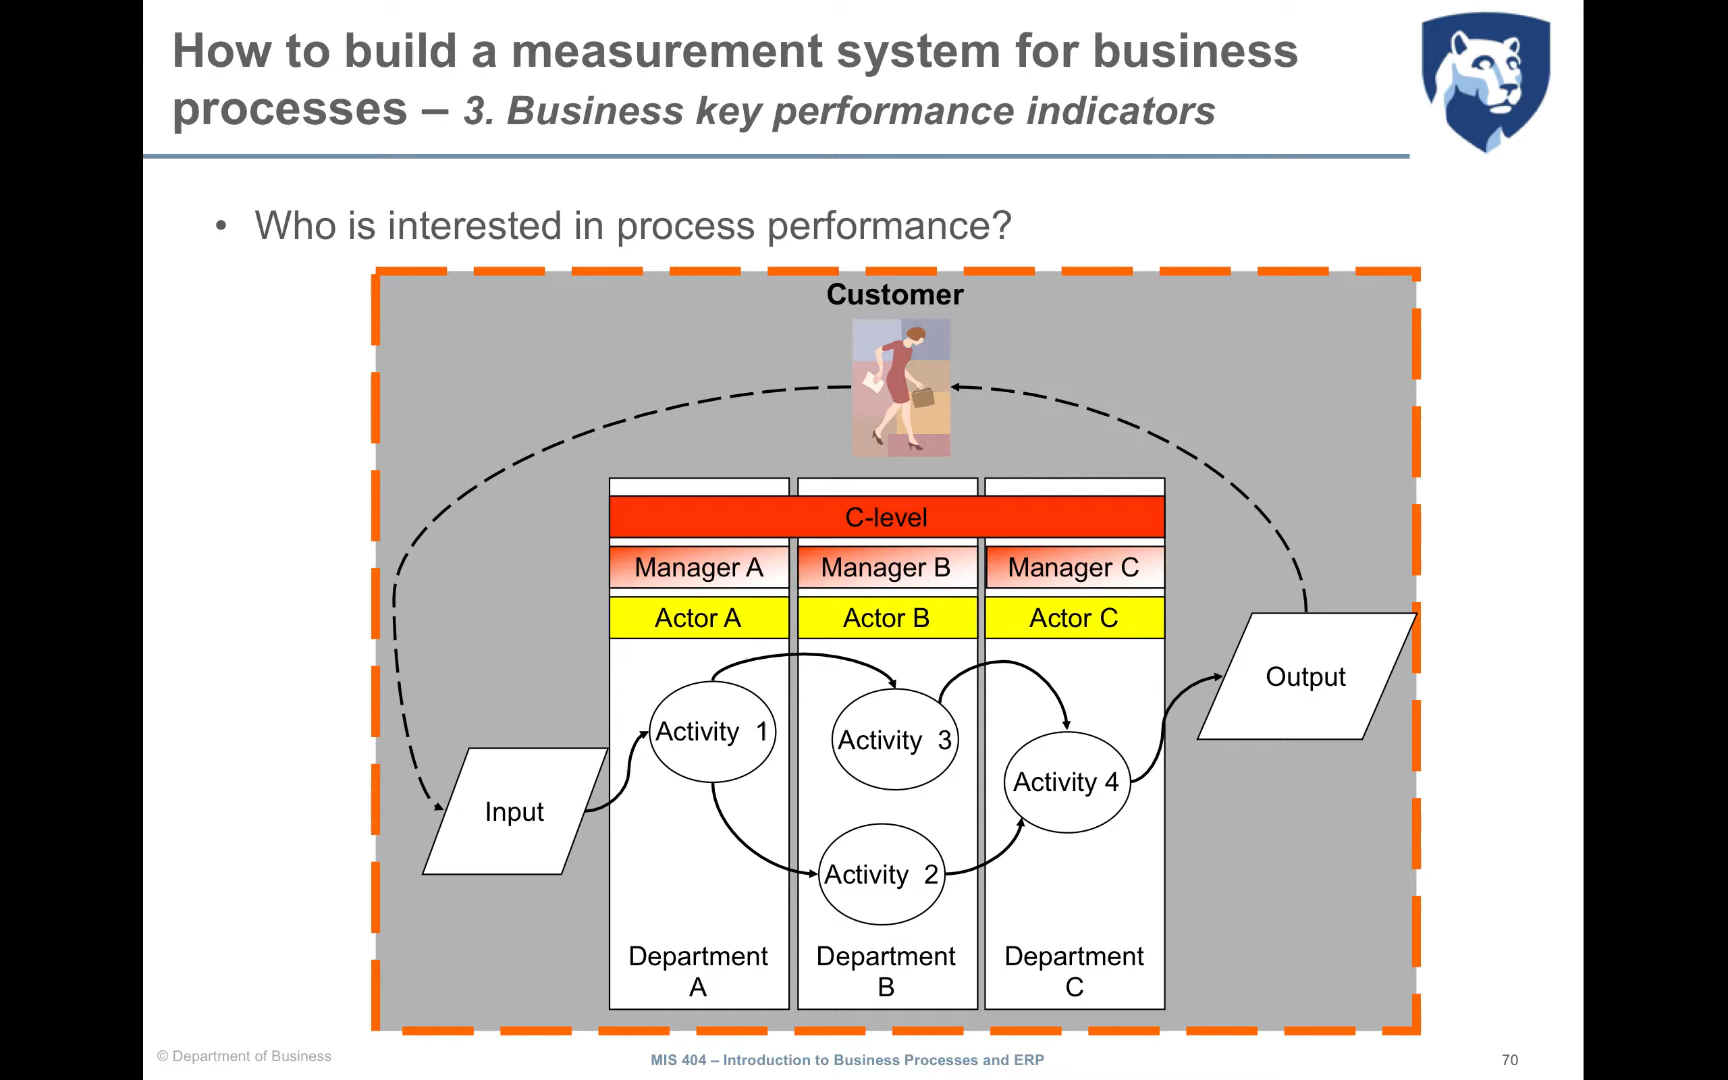 How to build a measurement system for business
processes – 3. Business key performance indicators
• Who is interested in process performance?
Customer
C-level
Manager A
Manager B
Manager C
Actor A
Actor B
Actor C
Output
Activity 1
Activity 3
Activity 4
Input
Activity 2
Department
A
Department
B
Department
C
© Department of Business
MIS 404 – Introduction to Business Processes and ERP
70